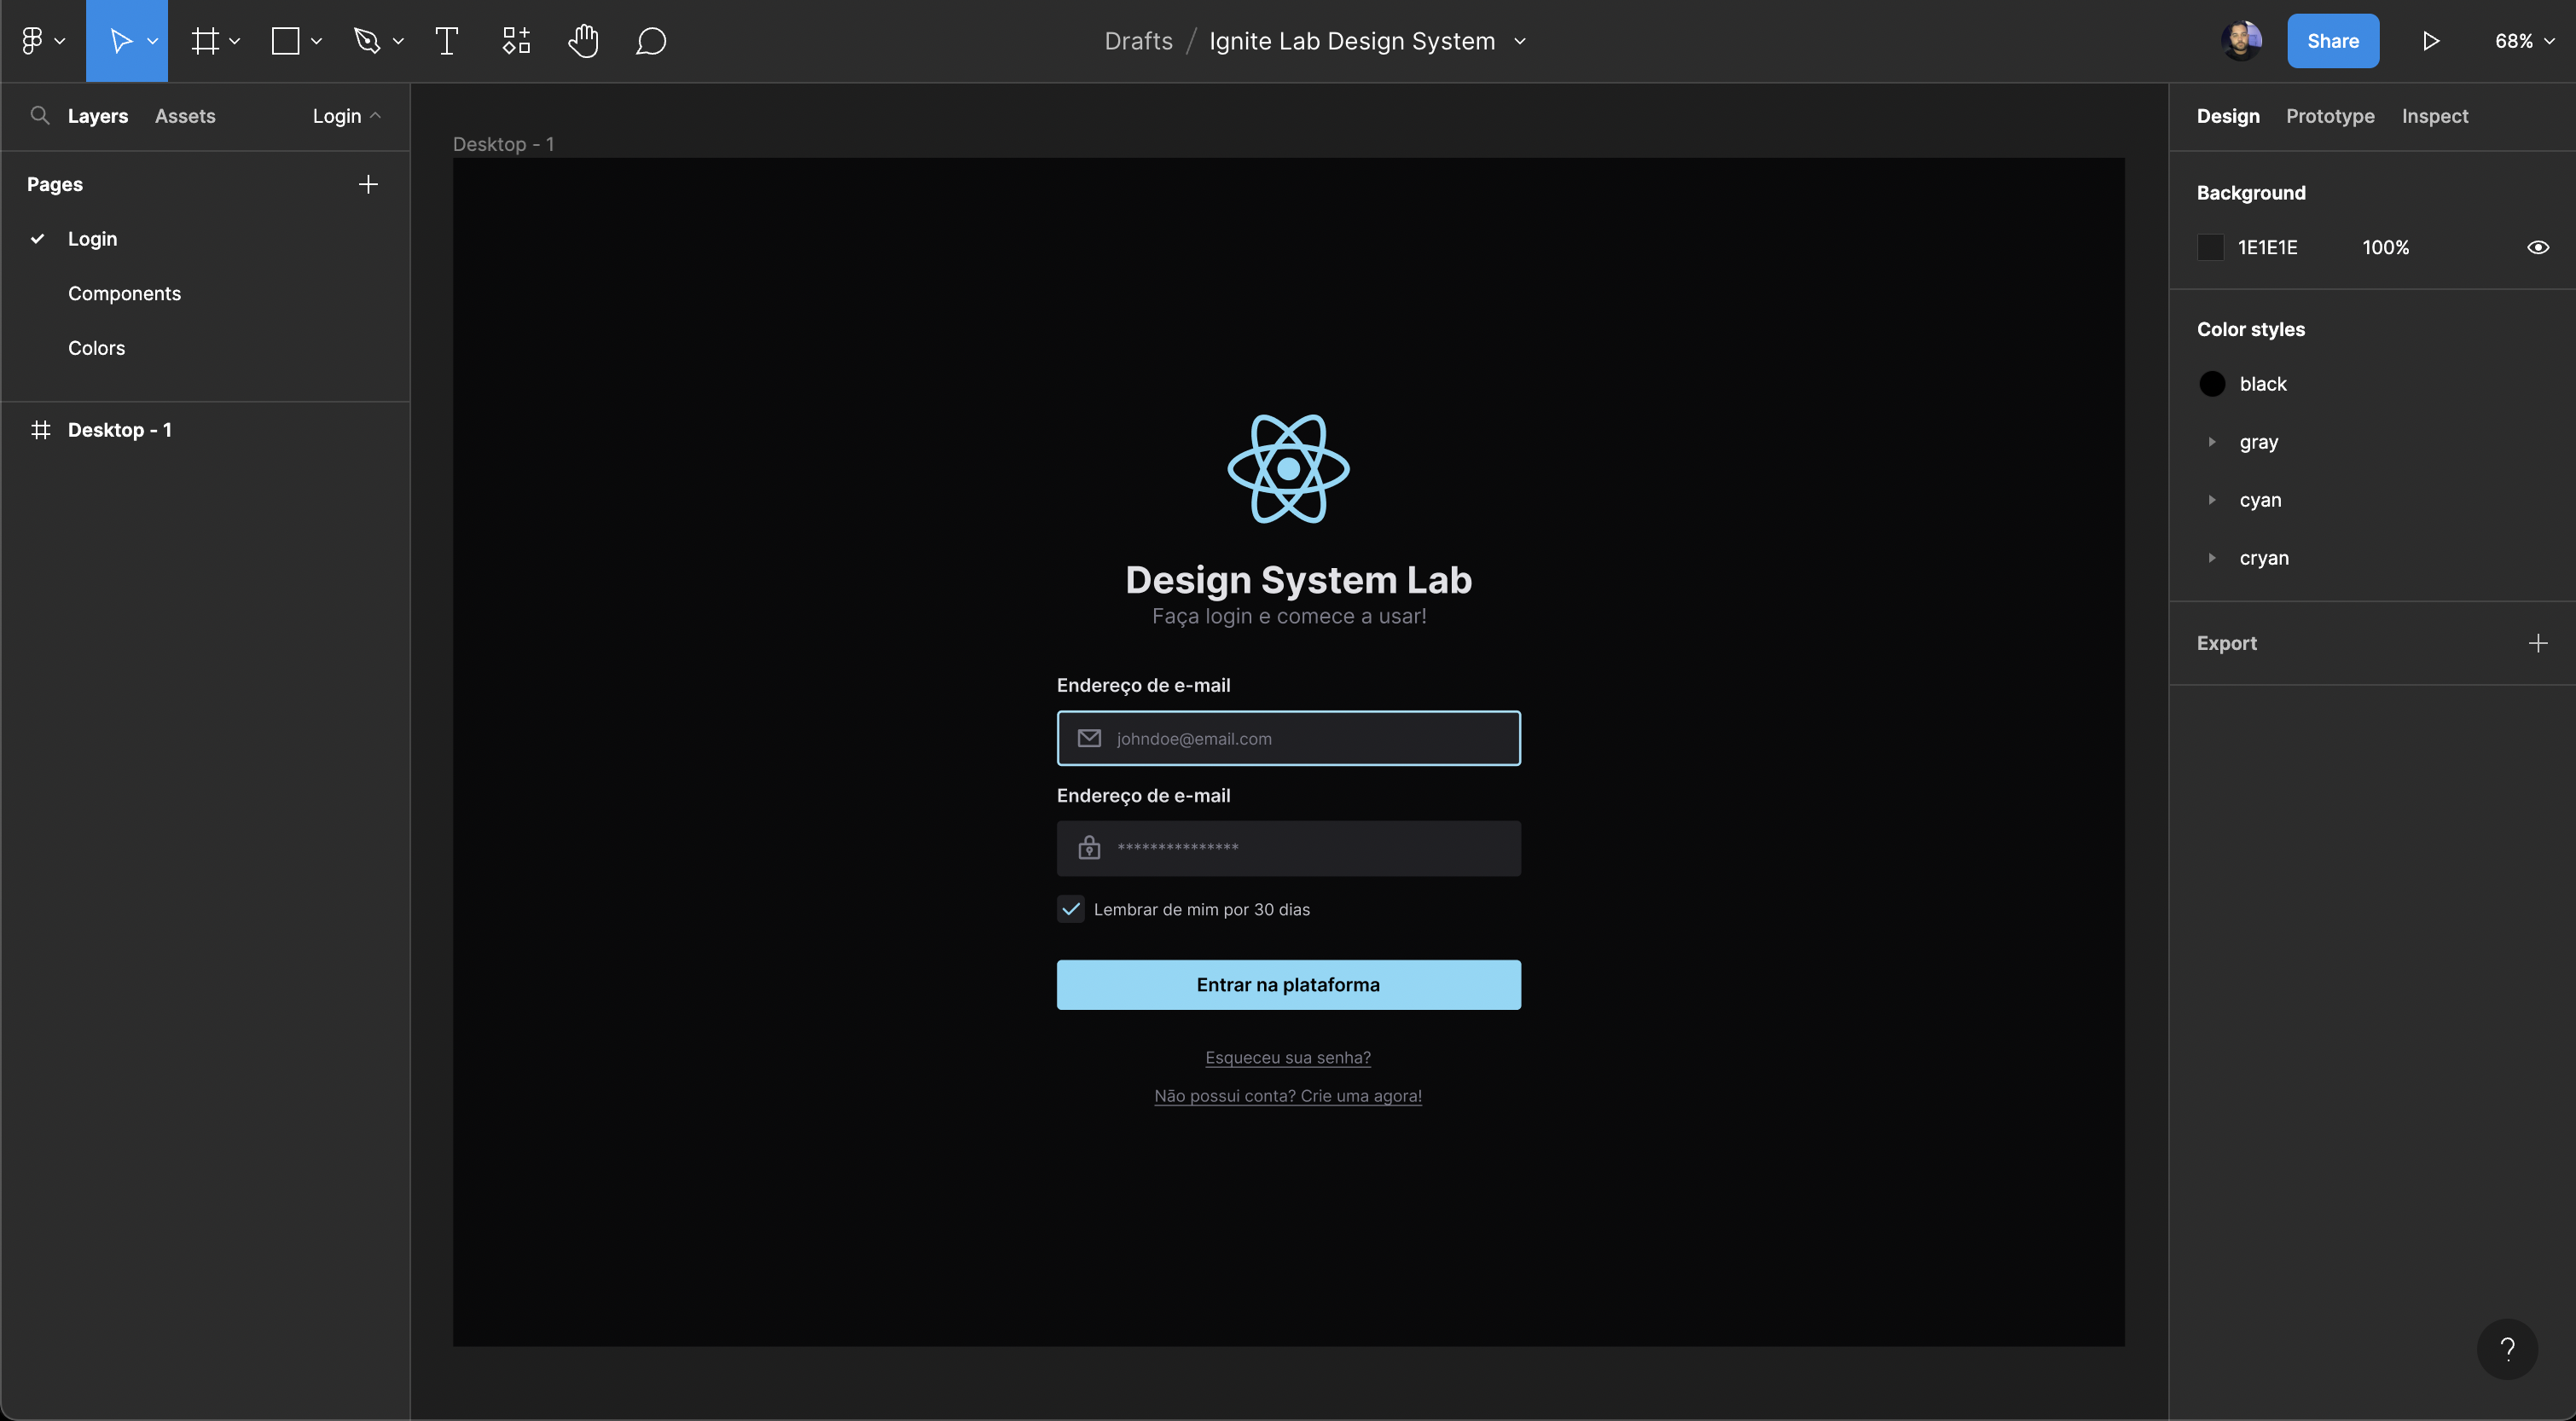 Drafts / Ignite Lab Design System
Share
68%
Layers Assets Login
Pages
Login
Components
Colors
Desktop - 1
Desktop - 1
Design System Lab
Faça login e comece a usar!
Endereço de e-mail
johndoe@email.com
Endereço de e-mail
***************
Lembrar de mim por 30 dias
Entrar na plataforma
Esqueceu sua senha?
Não possui conta? Crie uma agora!
Design Prototype Inspect
Background
1E1E1E 100%
Color styles
black
gray
cyan
cryan
Export
?